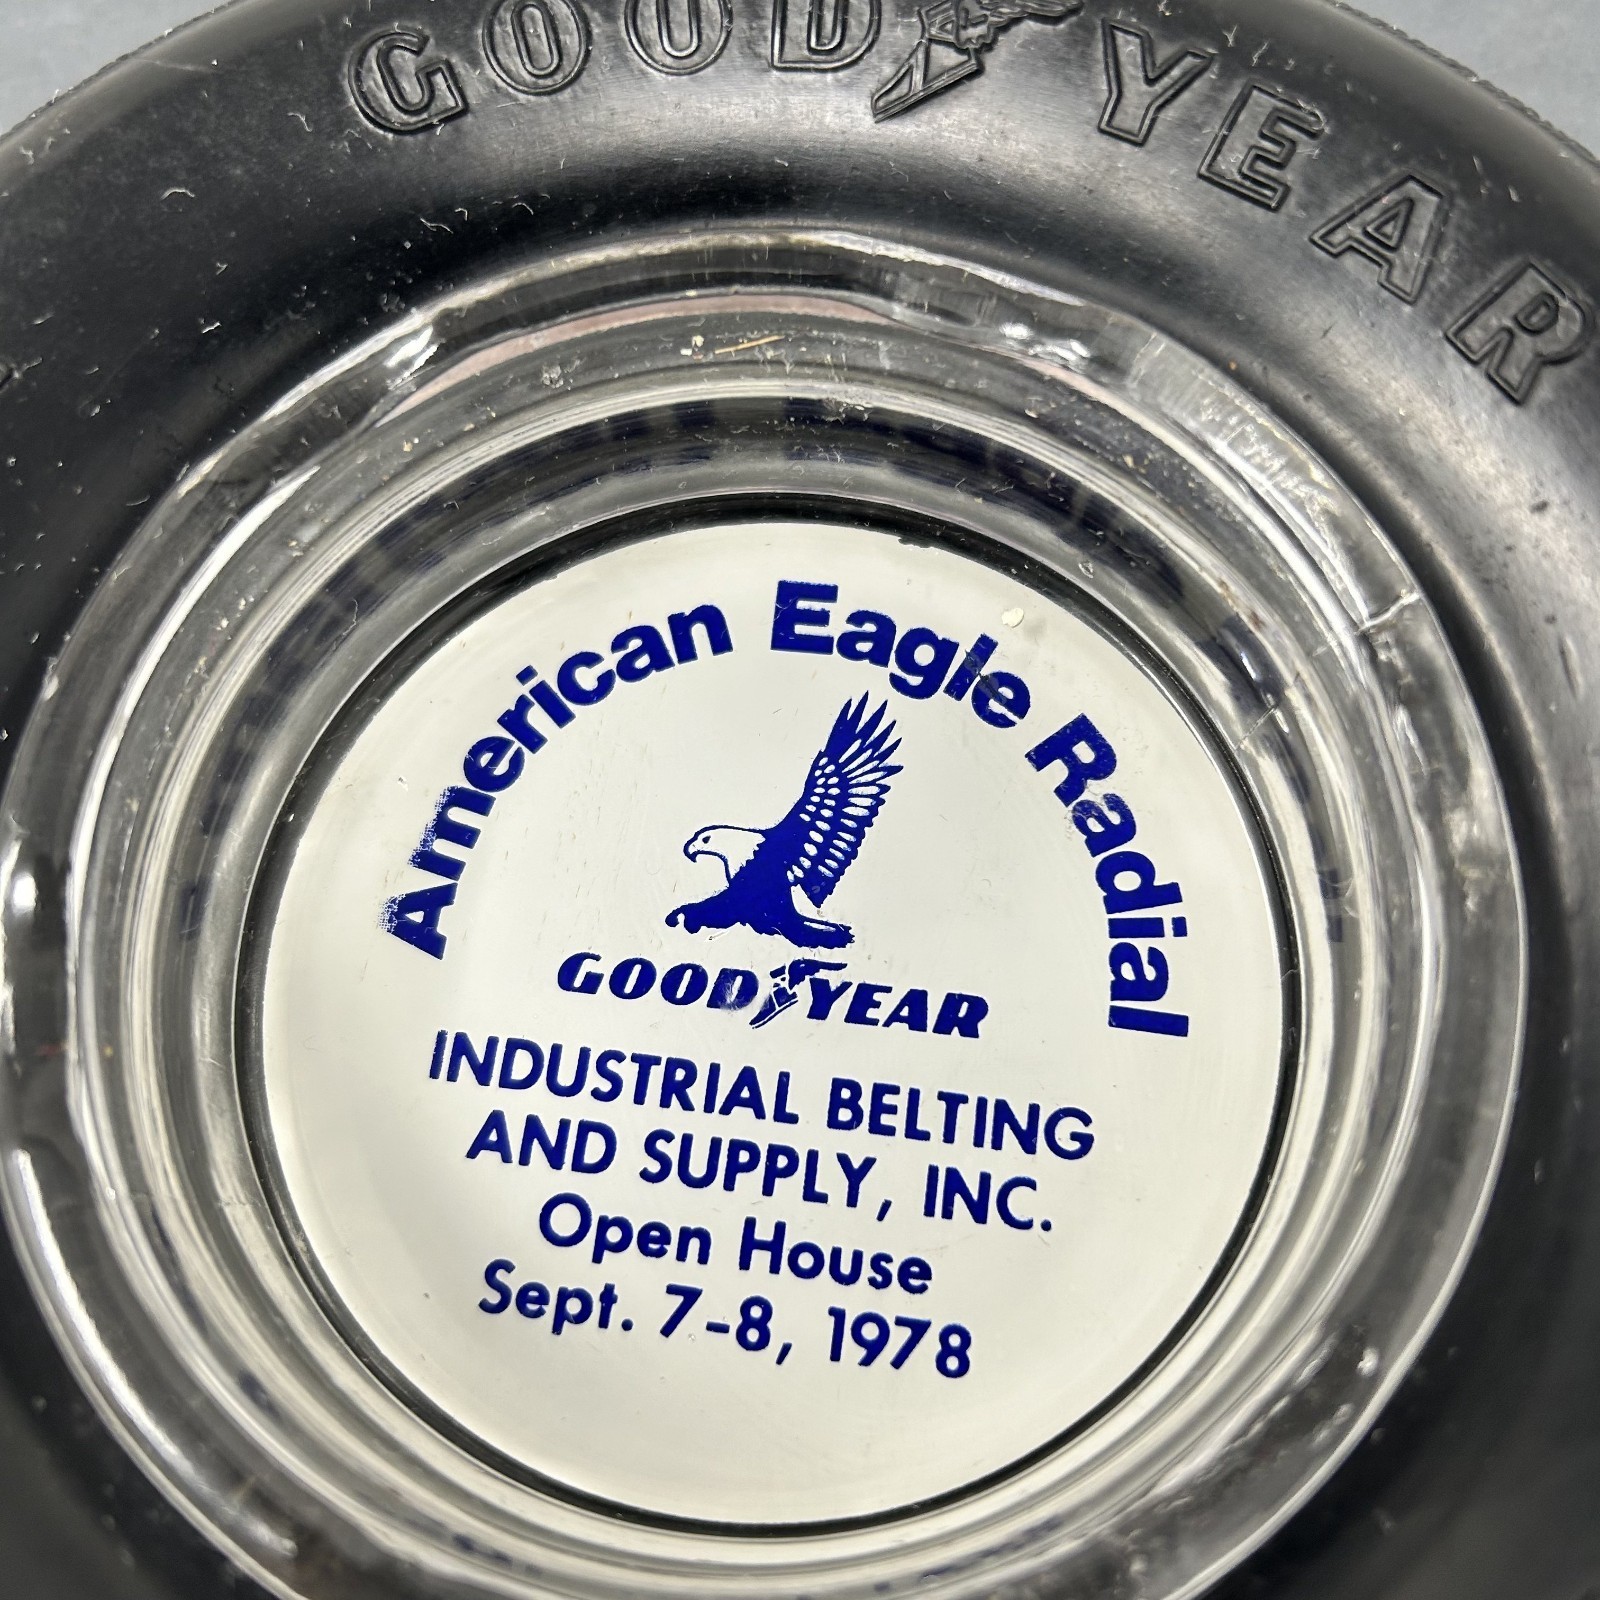 GOODYEAR
American Eagle Radial
GOODYEAR
INDUSTRIAL BELTING
AND SUPPLY, INC.
Open House
Sept. 7-8, 1978